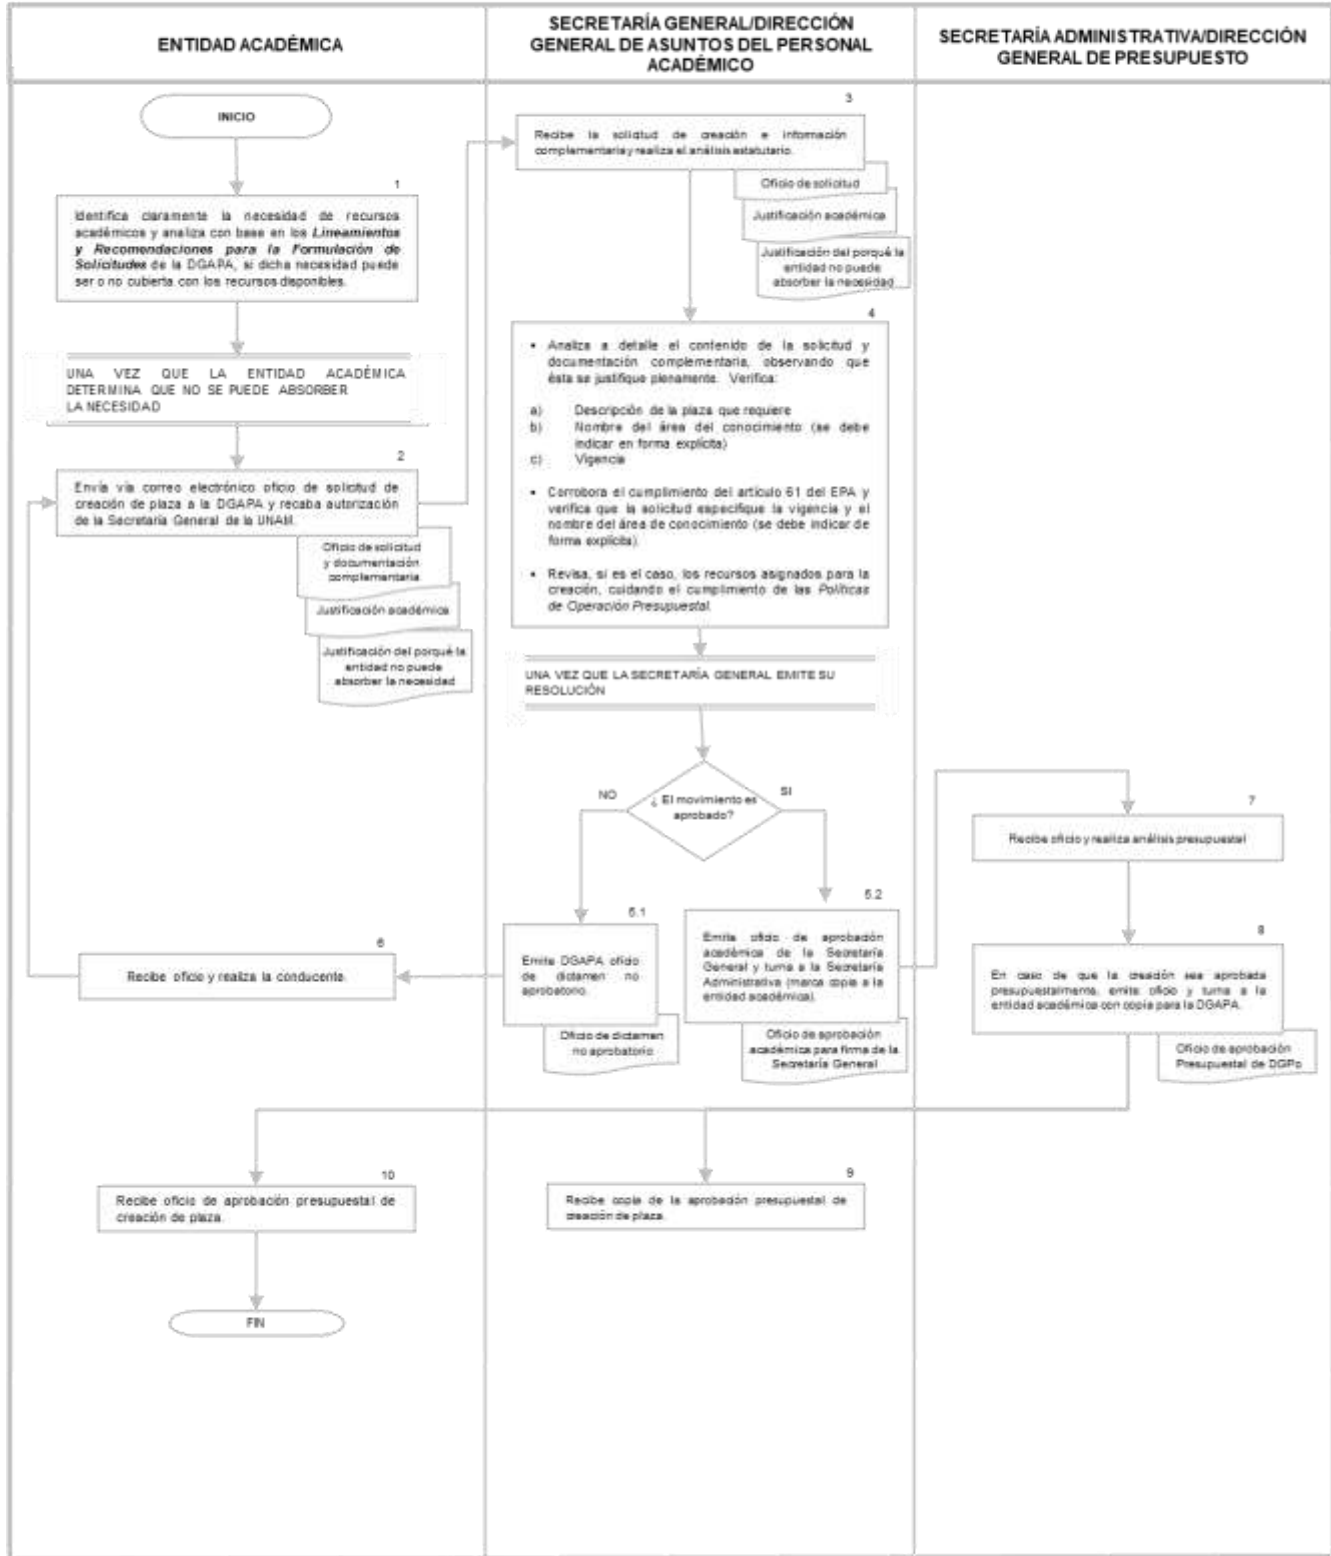 ENTIDAD ACADÉMICA
SECRETARÍA GENERAL/DIRECCIÓN
GENERAL DE ASUNTOS DEL PERSONAL
ACADÉMICO
SECRETARÍA ADMINISTRATIVA/DIRECCIÓN
GENERAL DE PRESUPUESTO
INICIO
1
Identifica claramente la necesidad de recursos
académicos y analiza con base en los Lineamientos
y Recomendaciones para la Formulación de
Solicitudes de la DGAPA, si dicha necesidad puede
ser o no cubierta con los recursos disponibles.
UNA VEZ QUE LA ENTIDAD ACADÉMICA
DETERMINA QUE NO SE PUEDE ABSORBER
LA NECESIDAD
2
Envía vía correo electrónico oficio de solicitud de
creación de plaza a la DGAPA y recaba autorización
de la Secretaría General de la UNAM.
Oficio de solicitud
y documentación
complementaria
Justificación académica
Justificación del porqué la
entidad no puede
absorber la necesidad
3
Recibe la solicitud de creación e información
complementaria y realiza el análisis estatutario.
Oficio de solicitud
Justificación académica
Justificación del porqué la
entidad no puede
absorber la necesidad
4
• Analiza a detalle el contenido de la solicitud y
documentación complementaria, observando que
ésta se justifique plenamente. Verifica:
a) Descripción de la plaza que requiere
b) Nombre del área del conocimiento (se debe
indicar en forma explícita)
c) Vigencia
• Corrobora el cumplimiento del artículo 61 del EPA y
verifica que la solicitud especifique la vigencia y el
nombre del área de conocimiento (se debe indicar de
forma explícita).
• Revisa, si es el caso, los recursos asignados para la
creación, cuidando el cumplimiento de las Políticas
de Operación Presupuestal.
UNA VEZ QUE LA SECRETARÍA GENERAL EMITE SU
RESOLUCIÓN
¿ El movimiento es
aprobado?
NO
SI
5.1
Emite DGAPA oficio
de dictamen no
aprobatorio.
Oficio de dictamen
no aprobatorio
5.2
Emite oficio de aprobación
académica de la Secretaría
General y turna a la Secretaría
Administrativa (marca copia a la
entidad académica).
Oficio de aprobación
académica para firma de la
Secretaría General
6
Recibe oficio y realiza la conducente.
7
Recibe oficio y realiza análisis presupuestal
8
En caso de que la creación sea aprobada
presupuestalmente, emite oficio y turna a la
entidad académica con copia para la DGAPA.
Oficio de aprobación
Presupuestal de DGPo
10
Recibe oficio de aprobación presupuestal de
creación de plaza.
9
Recibe copia de la aprobación presupuestal de
creación de plaza.
FIN